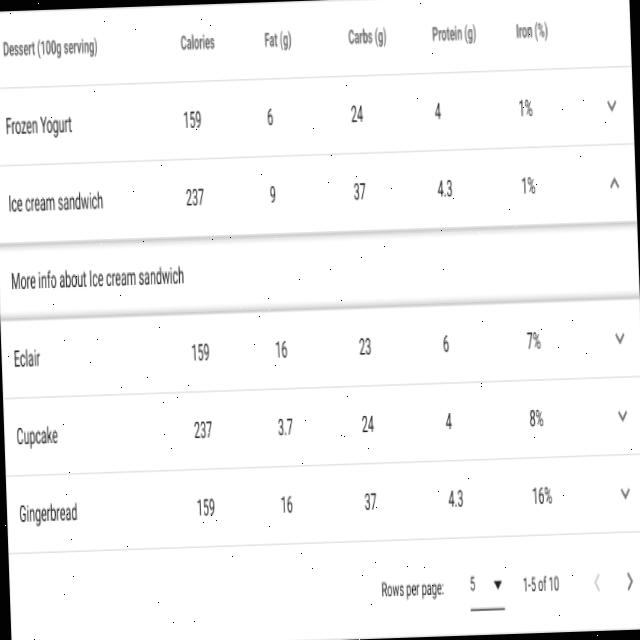 Dessert (100g serving) Calories Fat (g) Carbs (g) Protein (g) Iron (%)
Frozen Yogurt 159 6 24 4 1%
Ice cream sandwich 237 9 37 4.3 1%
More info about Ice cream sandwich
Eclair 159 16 23 6 7%
Cupcake 237 3.7 24 4 8%
Gingerbread 159 16 37 4.3 16%
Rows per page: 5 1-5 of 10